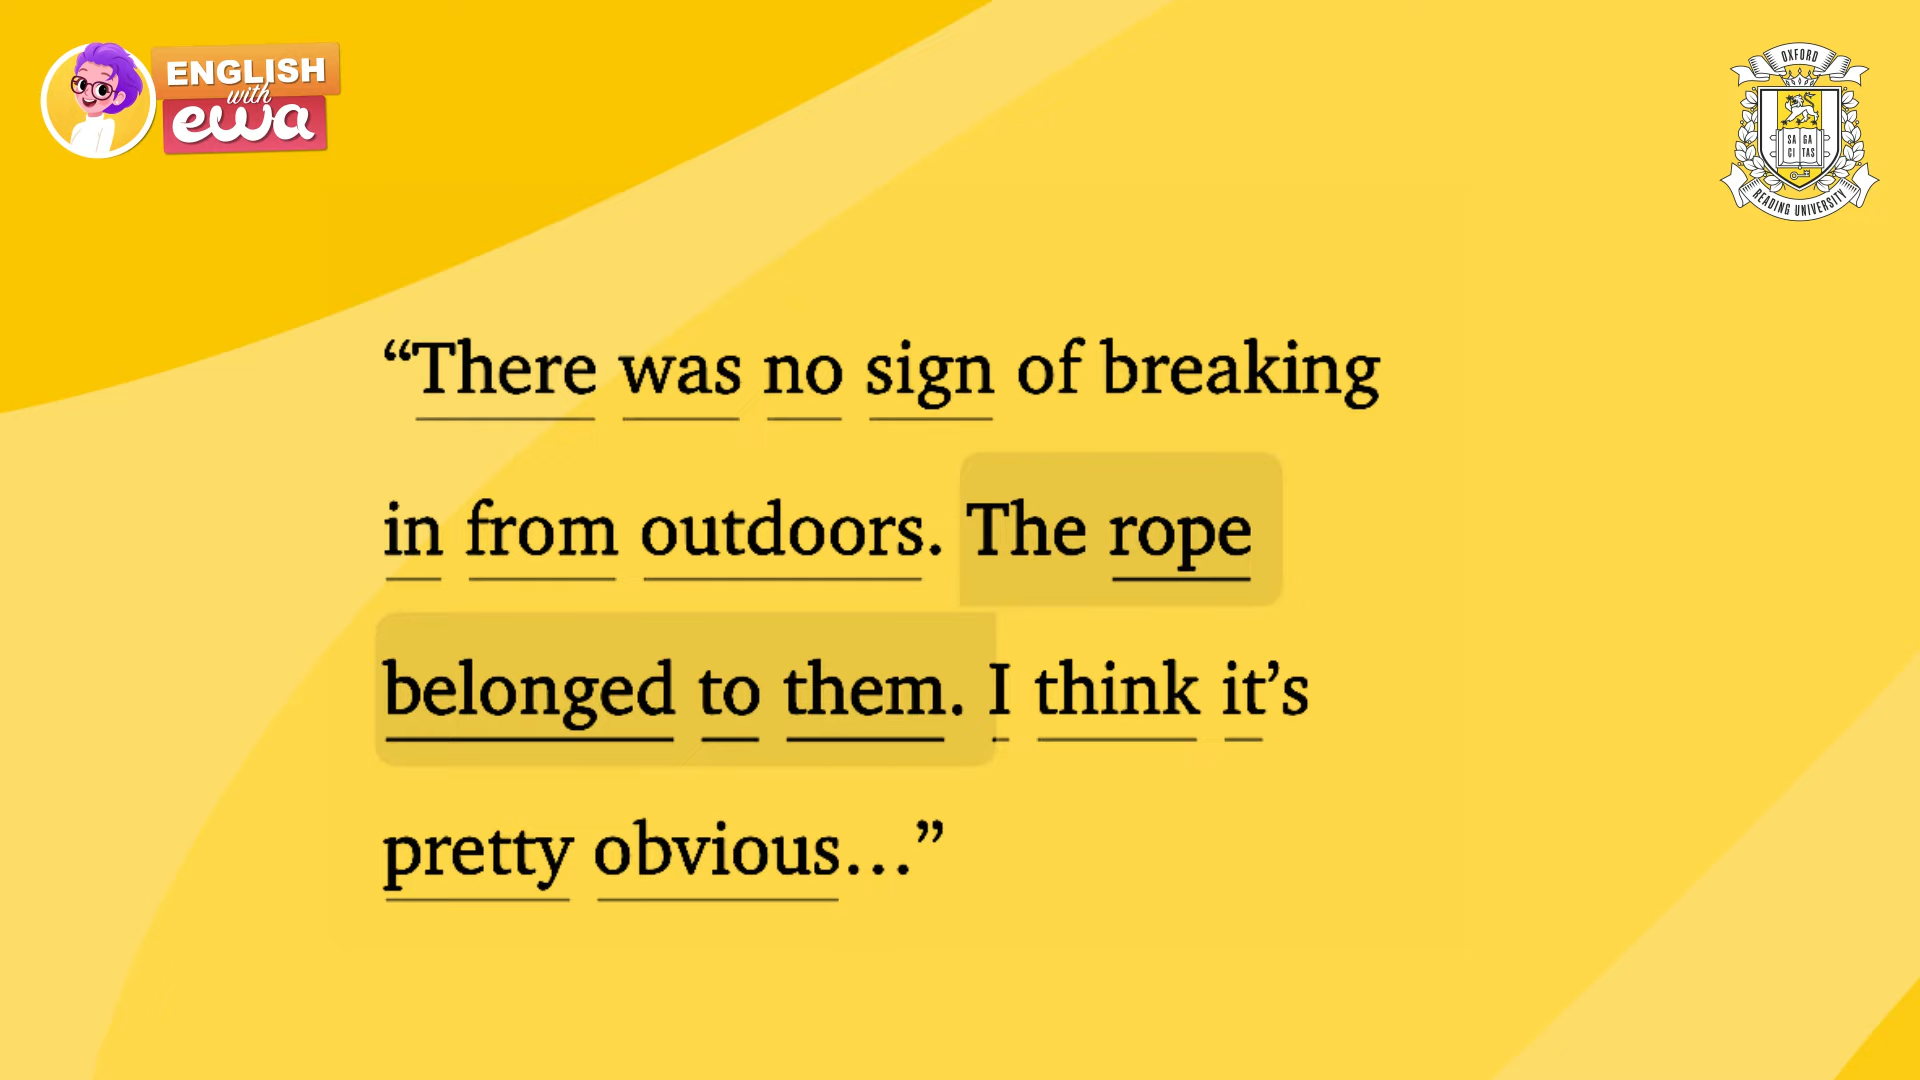 ENGLISH
with
ewa
OXFORD
SA GA
CI TAS
READING UNIVERSITY
“There was no sign of breaking
in from outdoors. The rope
belonged to them. I think it’s
pretty obvious...”